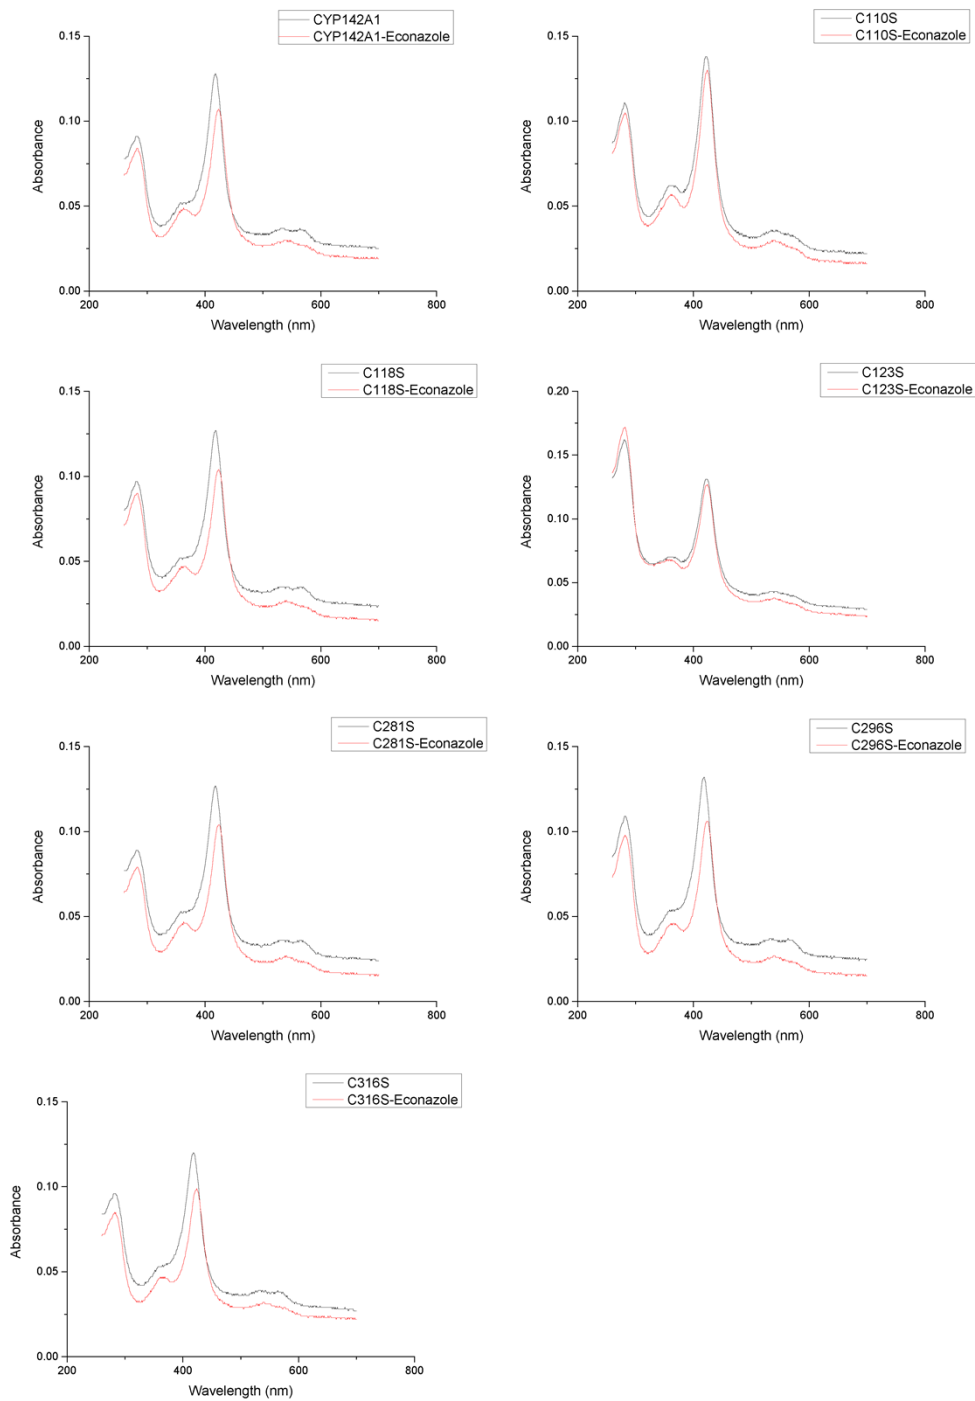 CYP142A1
CYP142A1-Econazole
0.15
0.10
0.05
0.00
Absorbance
200
400
600
800
Wavelength (nm)
C110S
C110S-Econazole
0.15
0.10
0.05
0.00
Absorbance
200
400
600
800
Wavelength (nm)
C118S
C118S-Econazole
0.15
0.10
0.05
0.00
Absorbance
200
400
600
800
Wavelength (nm)
C123S
C123S-Econazole
0.20
0.15
0.10
0.05
0.00
Absorbance
200
400
600
800
Wavelength (nm)
C281S
C281S-Econazole
0.15
0.10
0.05
0.00
Absorbance
200
400
600
800
Wavelength (nm)
C296S
C296S-Econazole
0.15
0.10
0.05
0.00
Absorbance
200
400
600
800
Wavelength (nm)
C316S
C316S-Econazole
0.15
0.10
0.05
0.00
Absorbance
200
400
600
800
Wavelength (nm)